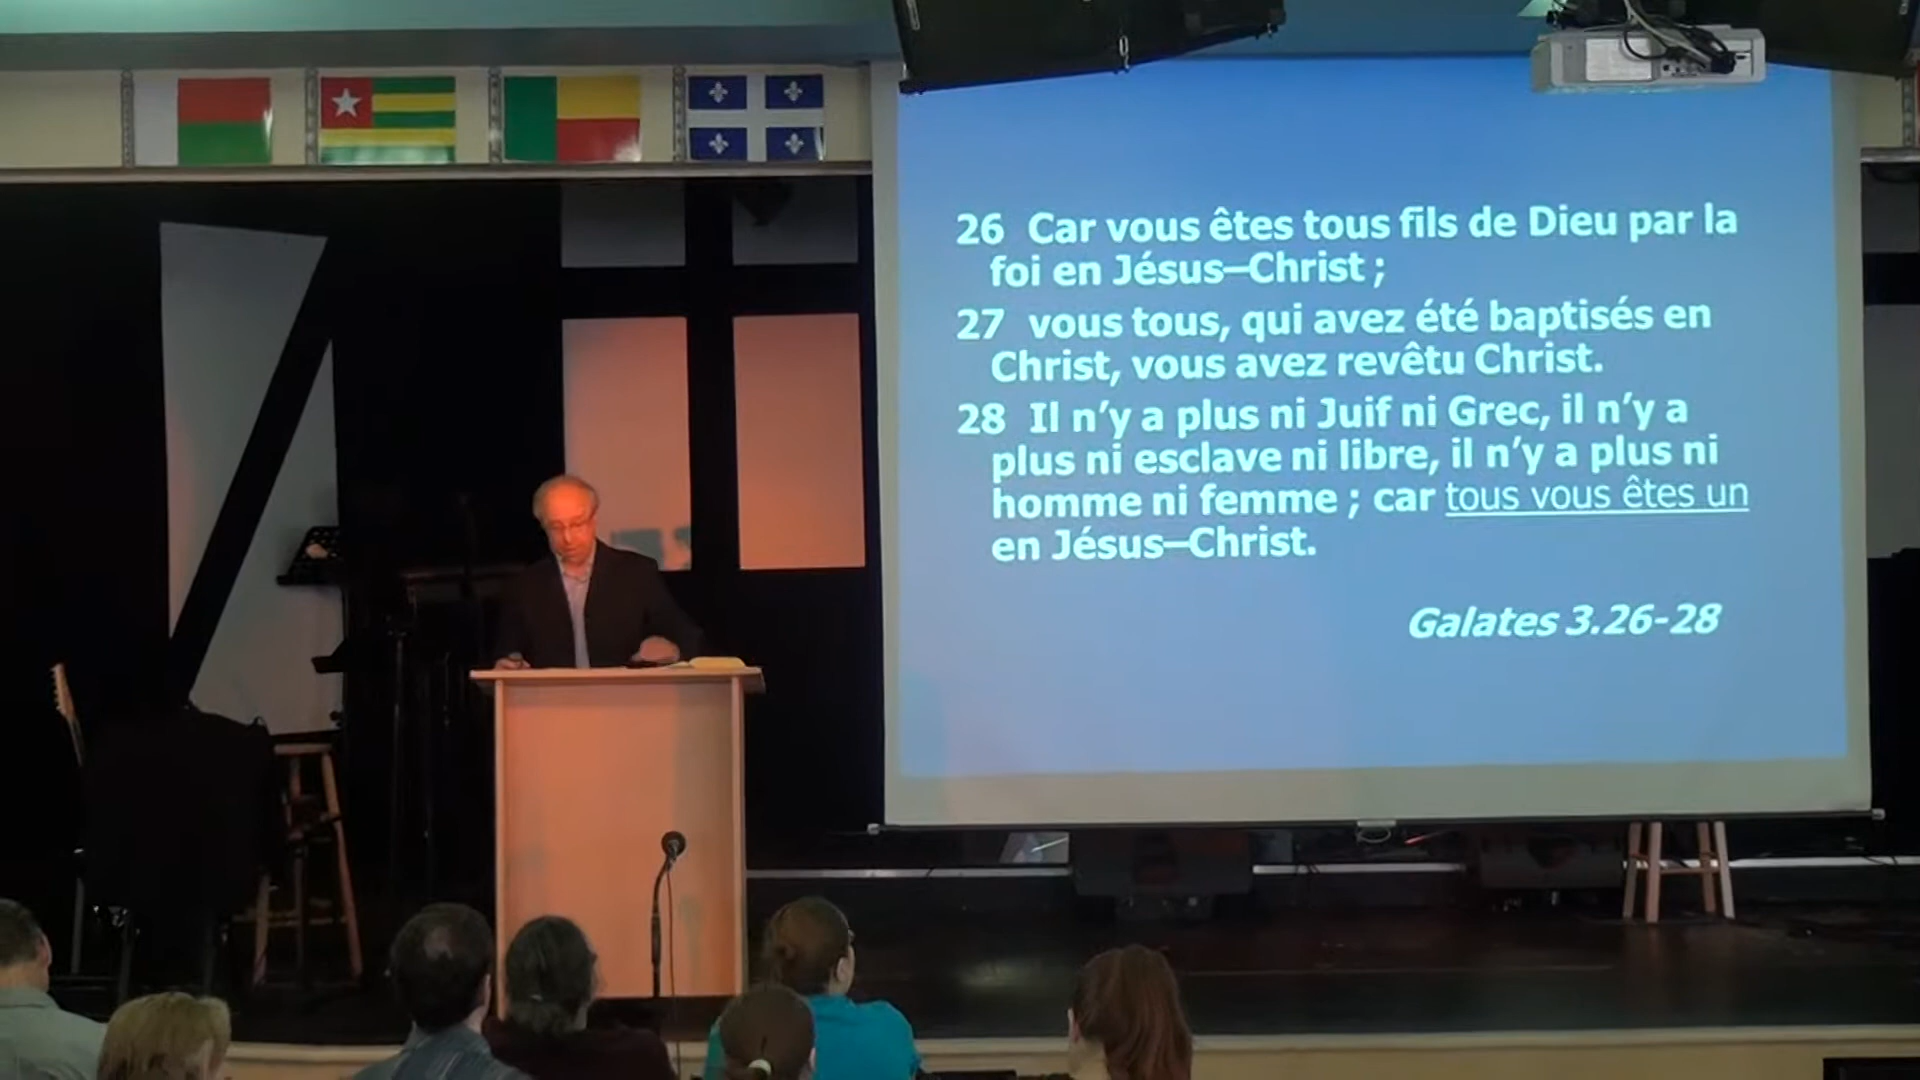 26 Car vous êtes tous fils de Dieu par la
foi en Jésus–Christ ;
27 vous tous, qui avez été baptisés en
Christ, vous avez revêtu Christ.
28 Il n’y a plus ni Juif ni Grec, il n’y a
plus ni esclave ni libre, il n’y a plus ni
homme ni femme ; car tous vous êtes un
en Jésus–Christ.
Galates 3.26-28